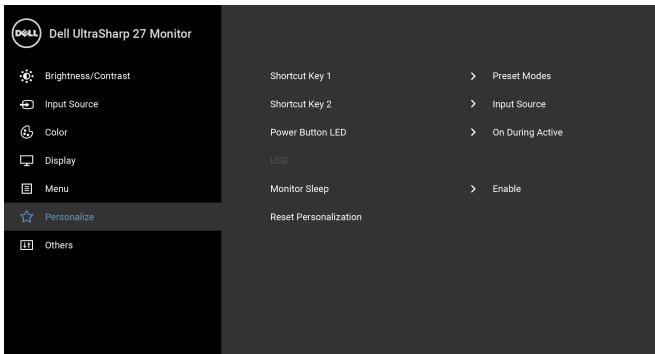 DELL Dell UltraSharp 27 Monitor
Brightness/Contrast
Input Source
Color
Display
Menu
Personalize
Others
Shortcut Key 1 > Preset Modes
Shortcut Key 2 > Input Source
Power Button LED > On During Active
USB
Monitor Sleep > Enable
Reset Personalization